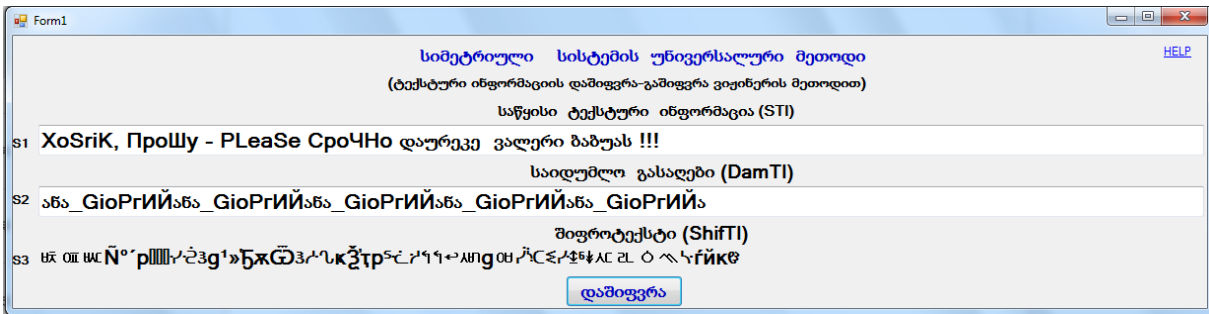 Form1
სიმეტრიული სისტემის უნივერსალური მეთოდი HELP
(ტექსტური ინფორმაციის დაშიფვრა-გაშიფვრა ვიჟინერის მეთოდით)
საწყისი ტექსტური ინფორმაცია (STI)
S1 XoSriK, ПроШу - PLeaSe СроЧНо დაურეკე ვალერი ბაბუას !!!
საიდუმლო გასაღები (DamTI)
S2 ანა_GioPrИЙანა_GioPrИЙანა_GioPrИЙანა_GioPrИЙანა_GioPrИЙა
შიფროტექსტი (ShifTI)
S3
დაშიფვრა